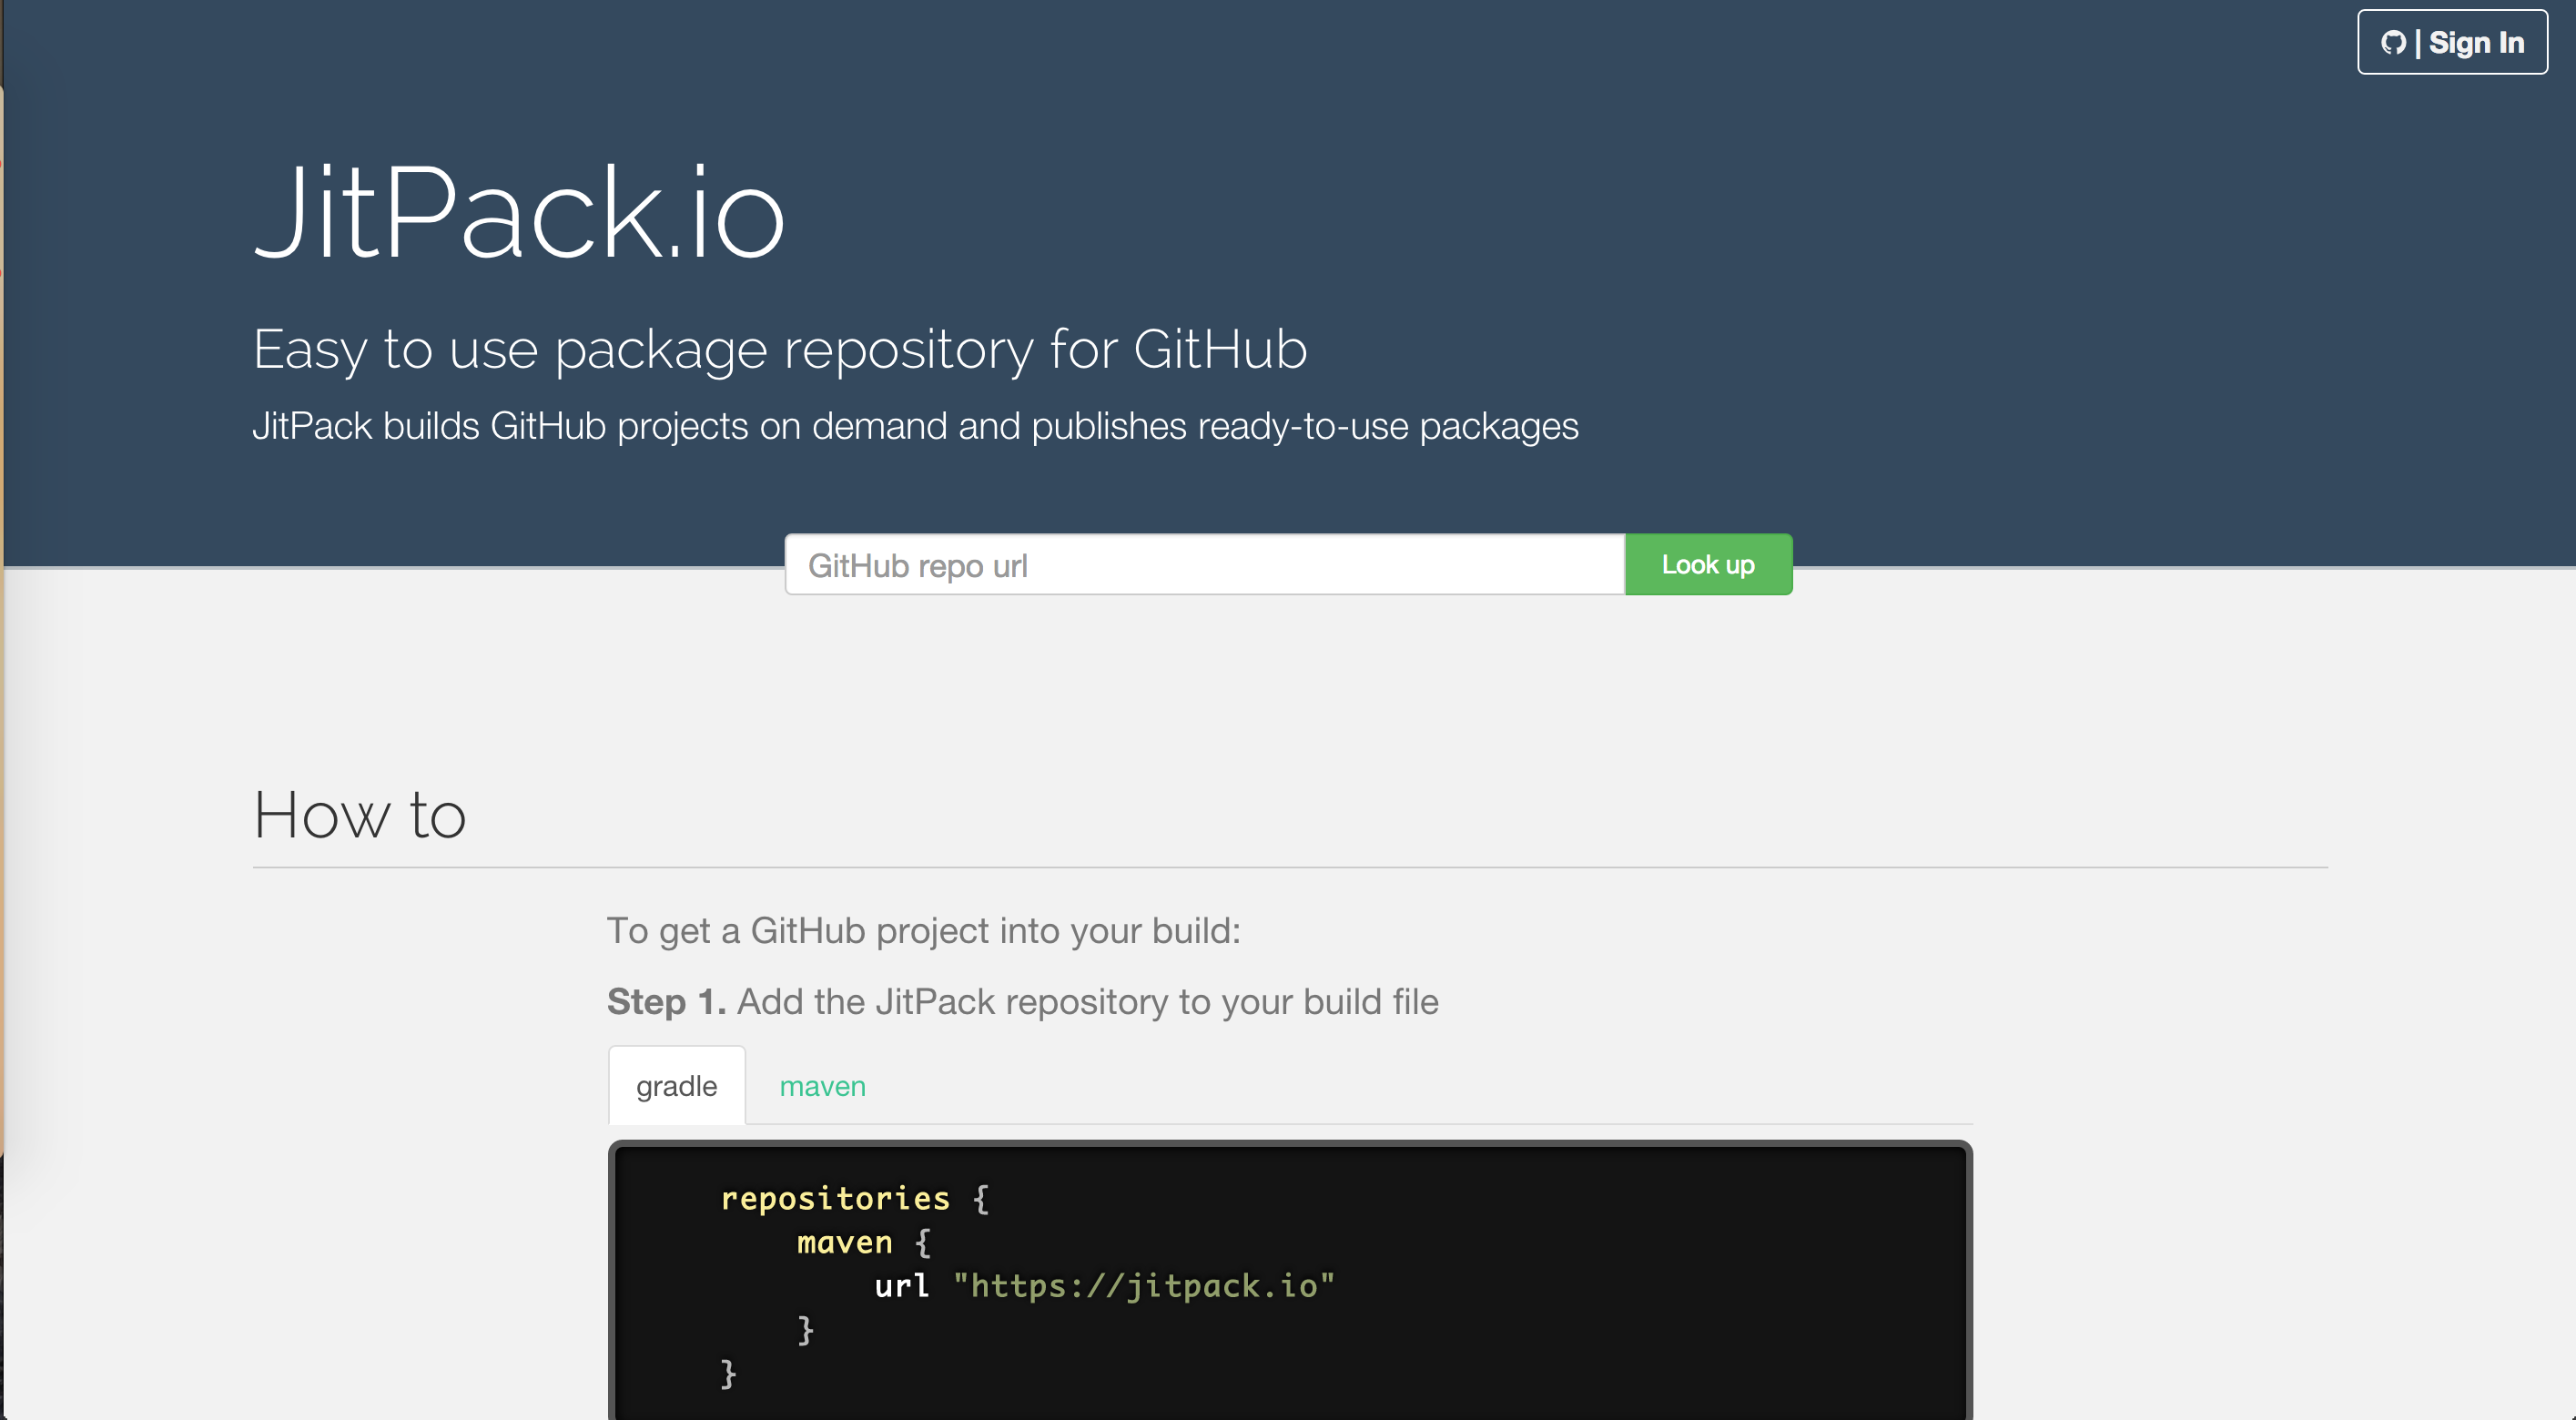 | Sign In
JitPack.io
Easy to use package repository for GitHub
JitPack builds GitHub projects on demand and publishes ready-to-use packages
GitHub repo url
Look up
How to
To get a GitHub project into your build:
Step 1. Add the JitPack repository to your build file
gradle maven
repositories {
    maven {
        url "https://jitpack.io"
    }
}